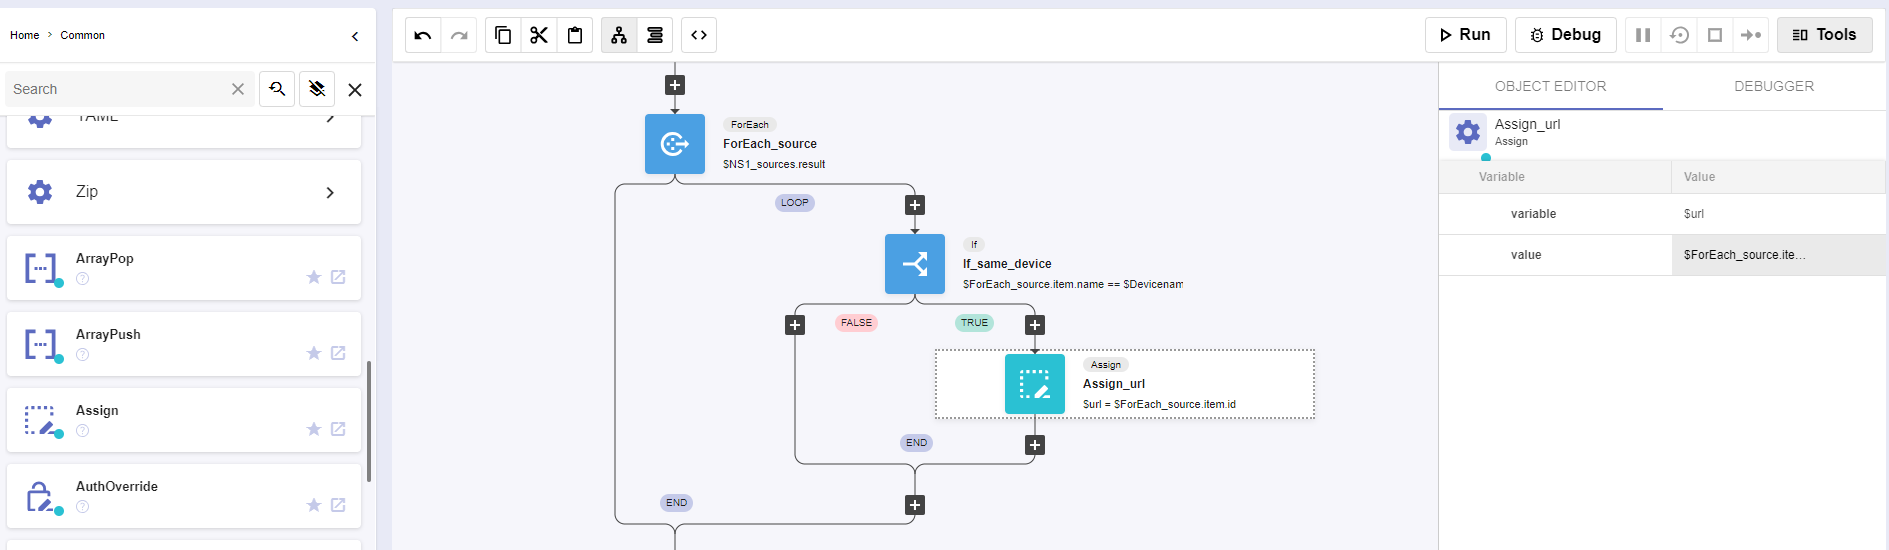 Home > Common
Search
YAML
Zip
ArrayPop
ArrayPush
Assign
AuthOverride
Run
Debug
Tools
ForEach
ForEach_source
$NS1_sources.result
LOOP
If
If_same_device
$ForEach_source.item.name == $Devicenam
FALSE
TRUE
Assign
Assign_url
$url = $ForEach_source.item.id
END
END
OBJECT EDITOR
DEBUGGER
Assign_url
Assign
Variable
Value
variable
$url
value
$ForEach_source.ite...